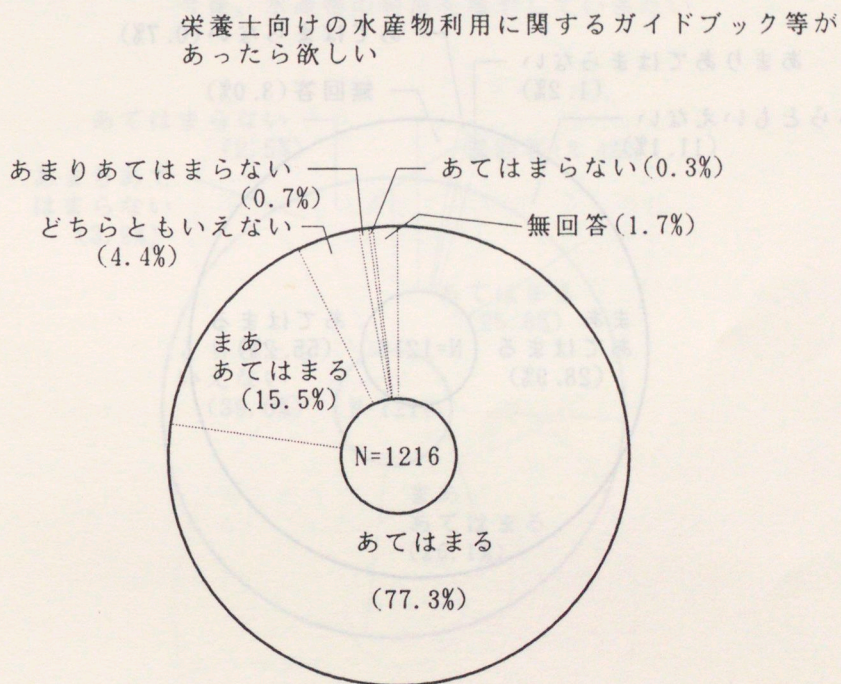 栄養士向けの水産物利用に関するガイドブック等が
あったら欲しい
あまりあてはまらない
(0.7%)
あてはまらない(0.3%)
どちらともいえない
(4.4%)
無回答(1.7%)
まあ
あてはまる
(15.5%)
N=1216
あてはまる
(77.3%)